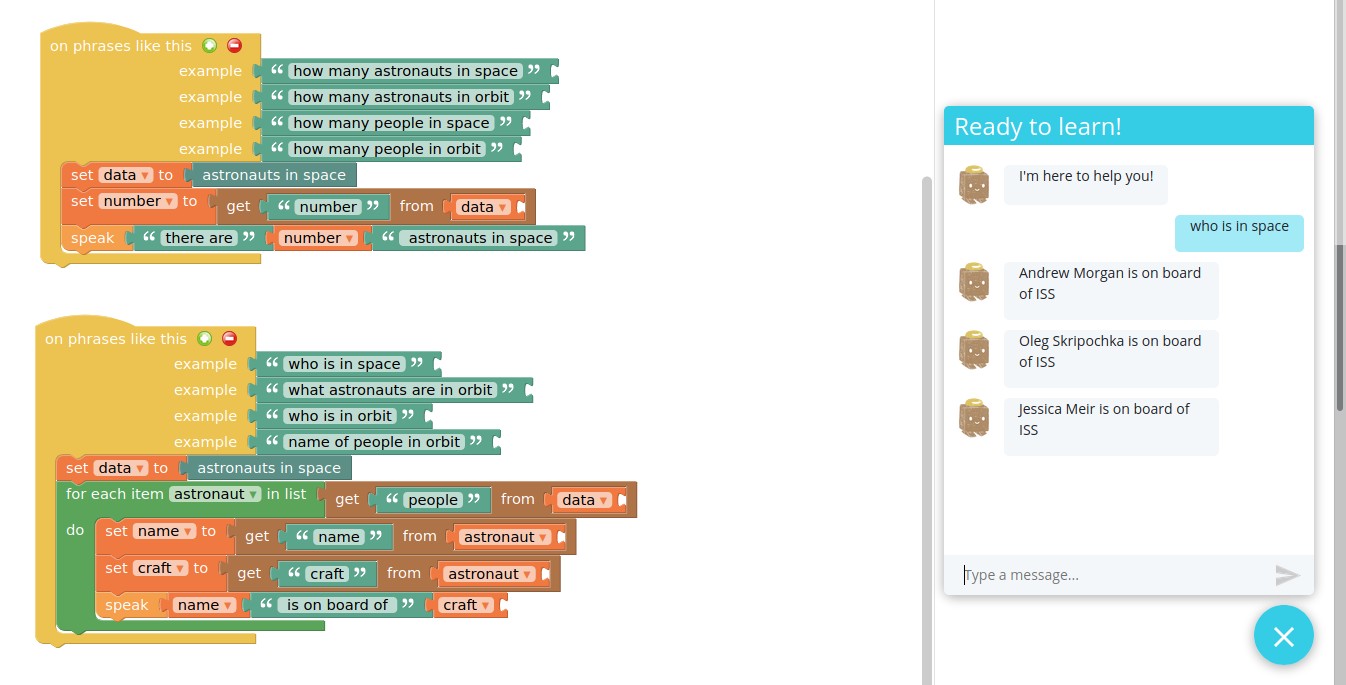 on phrases like this
example “ how many astronauts in space ”
example “ how many astronauts in orbit ”
example “ how many people in space ”
example “ how many people in orbit ”
set data to astronauts in space
set number to get “ number ” from data
speak “ there are ” number “ astronauts in space ”
on phrases like this
example “ who is in space ”
example “ what astronauts are in orbit ”
example “ who is in orbit ”
example “ name of people in orbit ”
set data to astronauts in space
for each item astronaut in list get “ people ” from data
do set name to get “ name ” from astronaut
set craft to get “ craft ” from astronaut
speak name “ is on board of ” craft
Ready to learn!
I'm here to help you!
who is in space
Andrew Morgan is on board
of ISS
Oleg Skripochka is on board
of ISS
Jessica Meir is on board of
ISS
Type a message...